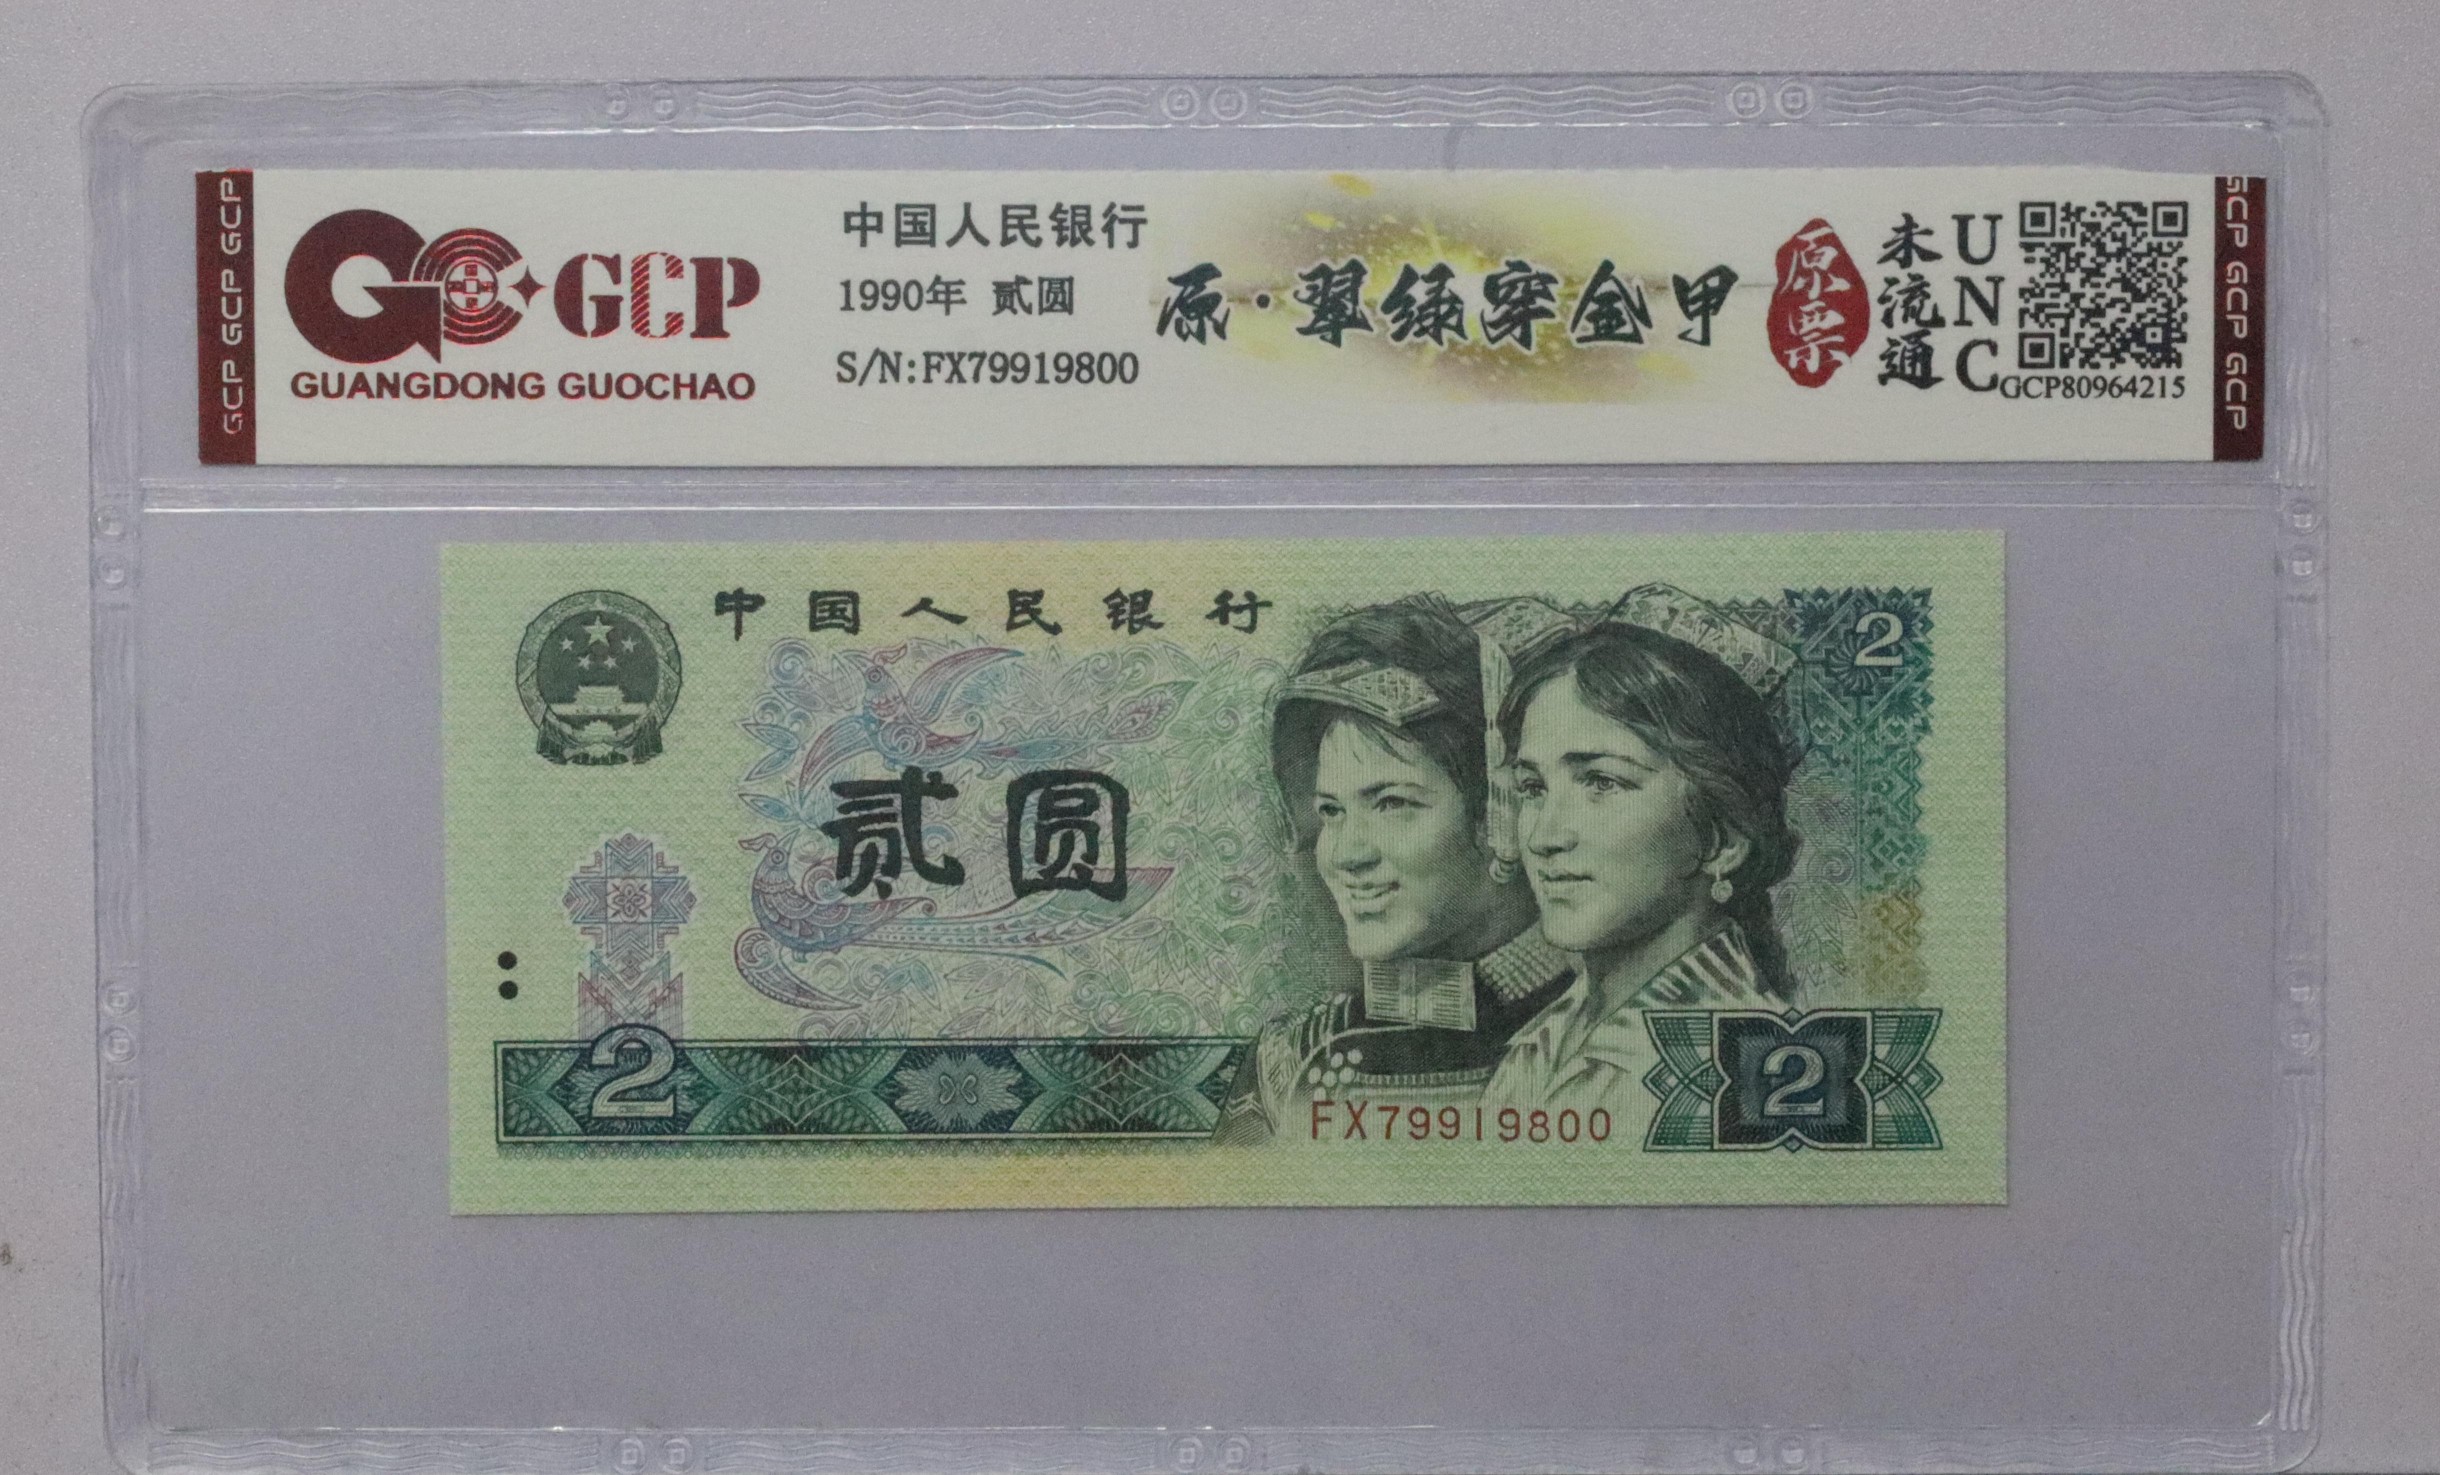 GCP GCP GCP GCP
GCP
GUANGDONG GUOCHAO
中国人民银行
1990年 贰圆
S/N:FX79919800
原·翠绿穿金甲
原票
未流通
UNC
GCP80964215
GCP GCP GCP GCP
中国人民银行
2
贰圆
2
FX79919800
2